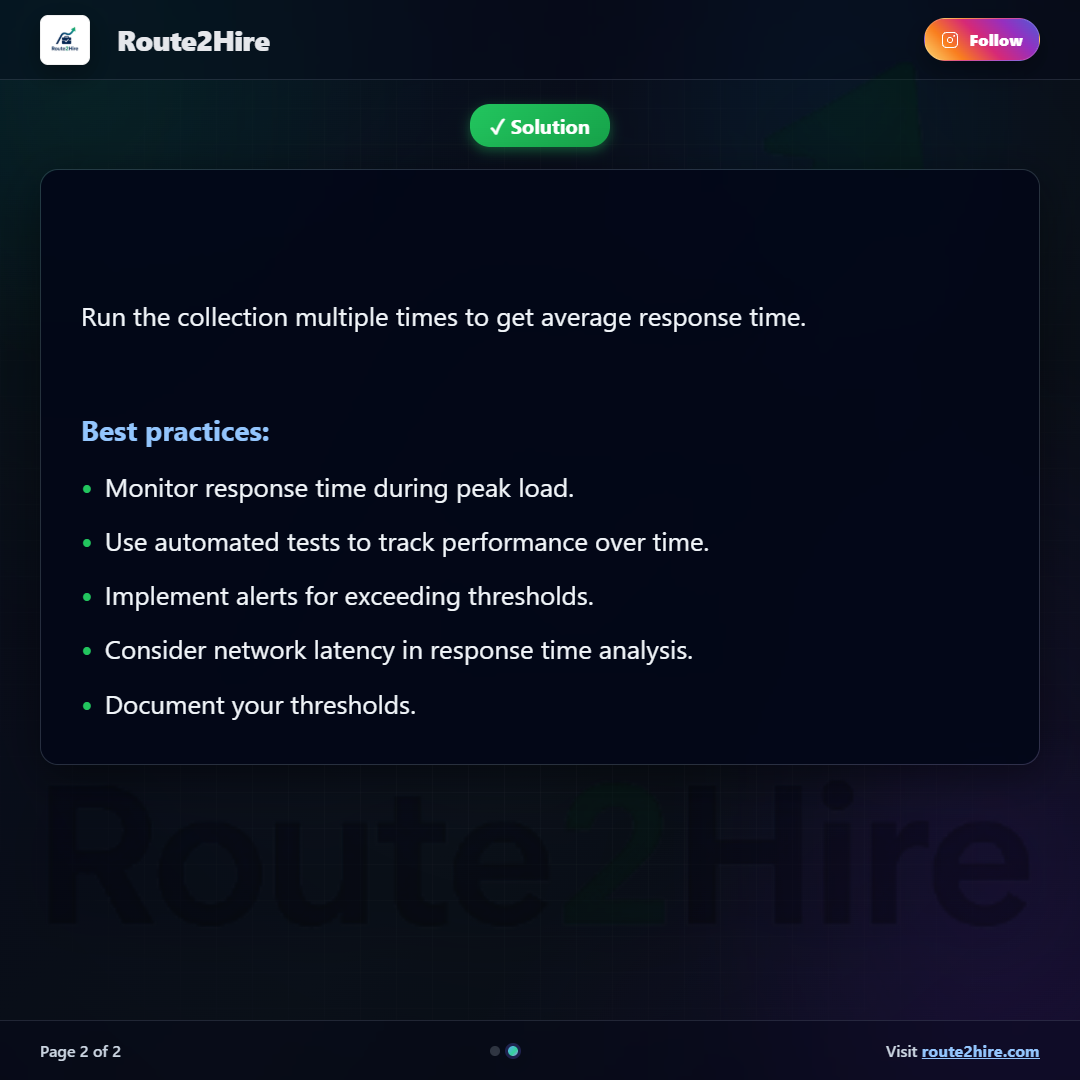 Route2Hire
Route2Hire
Follow
✓ Solution
Run the collection multiple times to get average response time.
Best practices:
• Monitor response time during peak load.
• Use automated tests to track performance over time.
• Implement alerts for exceeding thresholds.
• Consider network latency in response time analysis.
• Document your thresholds.
Route2Hire
Page 2 of 2
Visit route2hire.com